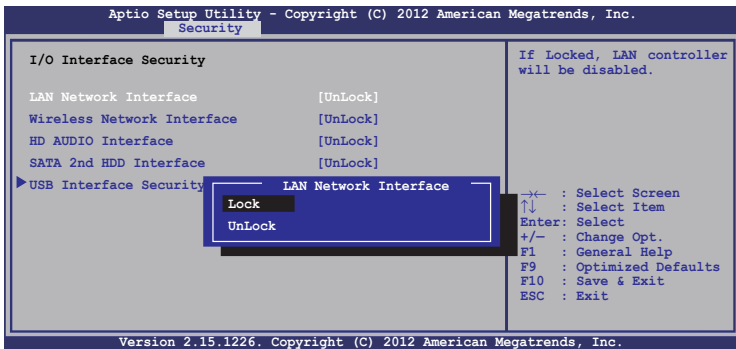 Aptio Setup Utility - Copyright (C) 2012 American Megatrends, Inc.
Security
I/O Interface Security
LAN Network Interface [UnLock]
Wireless Network Interface [UnLock]
HD AUDIO Interface [UnLock]
SATA 2nd HDD Interface [UnLock]
USB Interface Security
LAN Network Interface
Lock
UnLock
If Locked, LAN controller
will be disabled.
→← : Select Screen
↑↓ : Select Item
Enter: Select
+/— : Change Opt.
F1 : General Help
F9 : Optimized Defaults
F10 : Save & Exit
ESC : Exit
Version 2.15.1226. Copyright (C) 2012 American Megatrends, Inc.